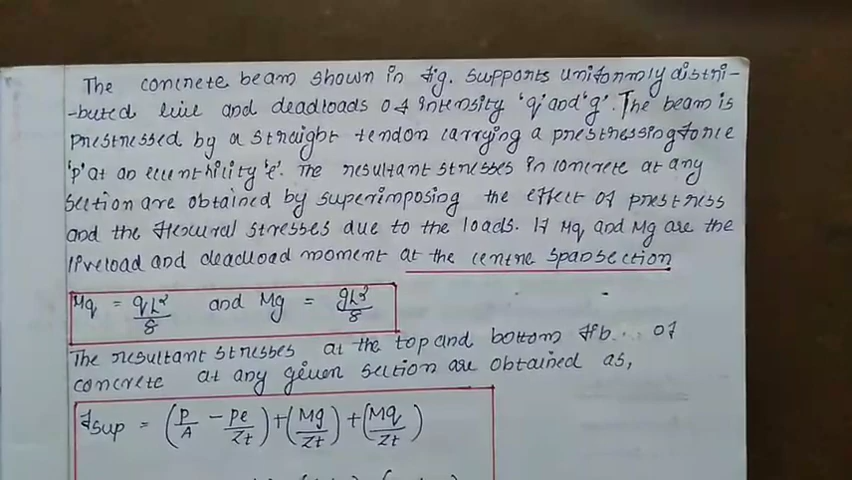 The concrete beam shown in fig. supports uniformly distri-
-buted live and deadloads of intensity 'q' and 'g'. The beam is
prestressed by a straight tendon carrying a prestressing force
'p' at an eccenthility 'e'. The resultant stresses in concrete at any
section are obtained by superimposing the effect of prestress
and the flexural stresses due to the loads. If Mq and Mg are the
liveload and deadload moment at the centre span section
Mq = qL²/8 and Mg = gL²/8
The resultant stresses at the top and bottom fib... of
concrete at any given section are obtained as,
fsup = (P/A - Pe/Zt) + (Mg/Zt) + (Mq/Zt)